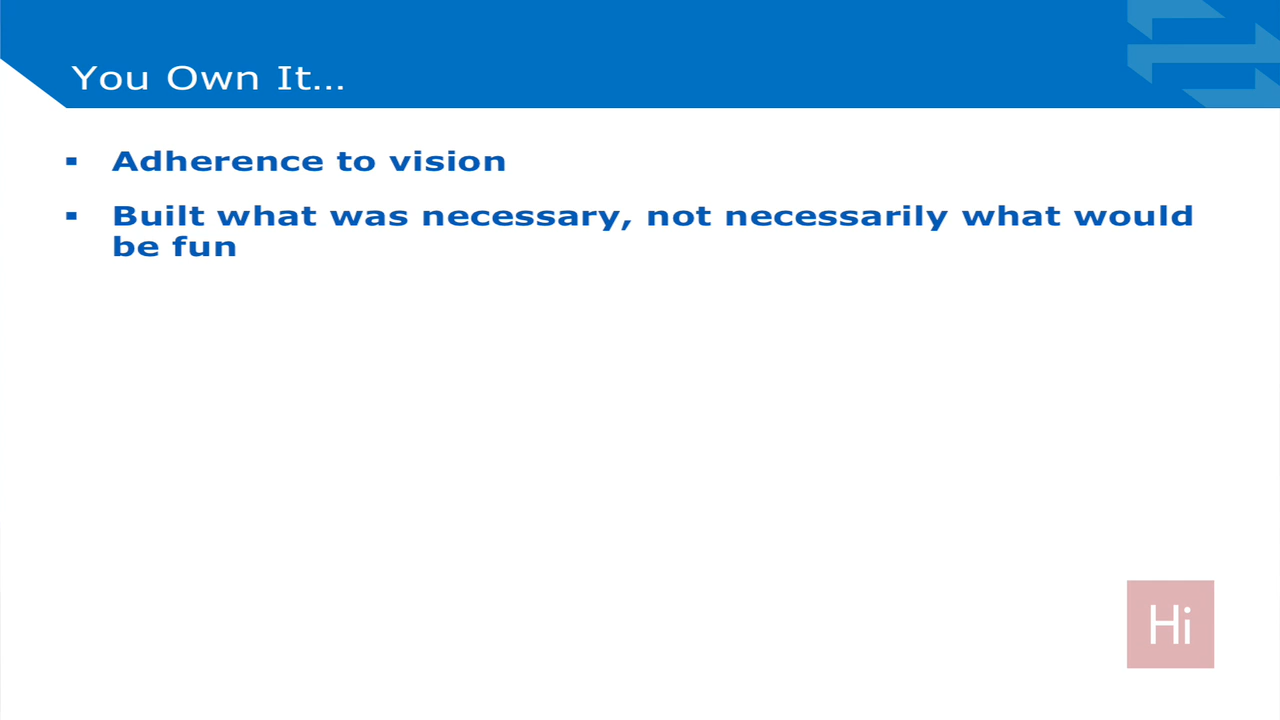 You Own It...
▪ Adherence to vision
▪ Built what was necessary, not necessarily what would
be fun
Hi